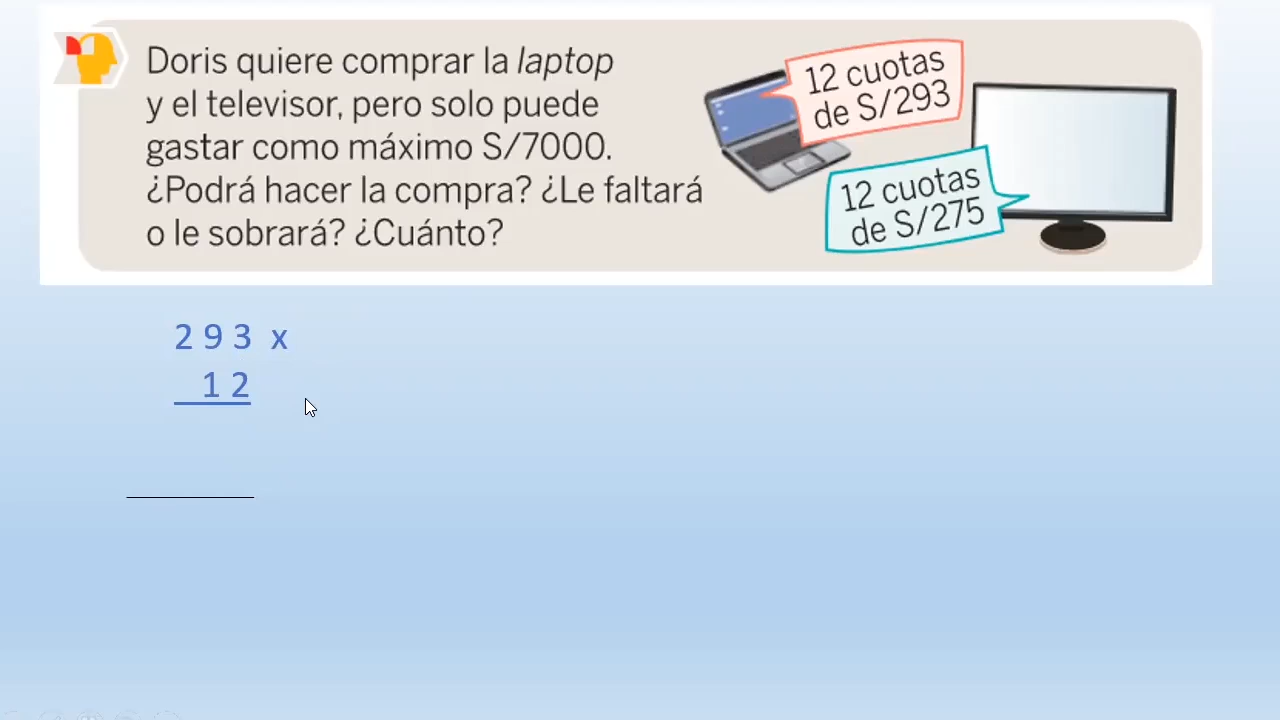 Doris quiere comprar la laptop
y el televisor, pero solo puede
gastar como máximo S/7000.
¿Podrá hacer la compra? ¿Le faltará
o le sobrará? ¿Cuánto?
12 cuotas
de S/293
12 cuotas
de S/275
2 9 3 x
1 2